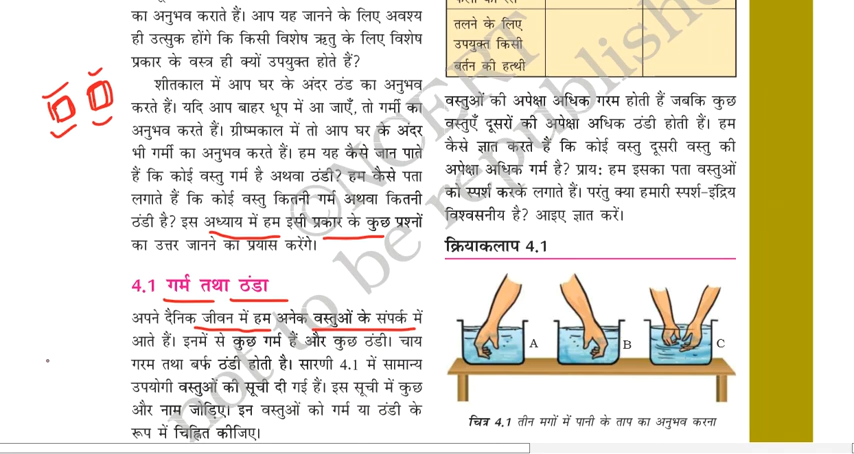 का अनुभव कराते हैं। आप यह जानने के लिए अवश्य
ही उत्सुक होंगे कि किसी विशेष ऋतु के लिए विशेष
प्रकार के वस्त्र ही क्यों उपयुक्त होते हैं?
शीतकाल में आप घर के अंदर ठंड का अनुभव
करते हैं। यदि आप बाहर धूप में आ जाएँ, तो गर्मी का
अनुभव करते हैं। ग्रीष्मकाल में तो आप घर के अंदर
भी गर्मी का अनुभव करते हैं। हम यह कैसे जान पाते
हैं कि कोई वस्तु गर्म है अथवा ठंडी? हम कैसे पता
लगाते हैं कि कोई वस्तु कितनी गर्म अथवा कितनी
ठंडी है? इस अध्याय में हम इसी प्रकार के कुछ प्रश्नों
का उत्तर जानने का प्रयास करेंगे।
4.1 गर्म तथा ठंडा
अपने दैनिक जीवन में हम अनेक वस्तुओं के संपर्क में
आते हैं। इनमें से कुछ गर्म हैं और कुछ ठंडी। चाय
गरम तथा बर्फ ठंडी होती है। सारणी 4.1 में सामान्य
उपयोगी वस्तुओं की सूची दी गई हैं। इस सूची में कुछ
और नाम जोड़िए। इन वस्तुओं को गर्म या ठंडी के
रूप में चिह्नित कीजिए।
तलने के लिए
उपयुक्त किसी
बर्तन की हत्थी
वस्तुओं की अपेक्षा अधिक गरम होती हैं जबकि कुछ
वस्तुएँ दूसरों की अपेक्षा अधिक ठंडी होती हैं। हम
कैसे ज्ञात करते हैं कि कोई वस्तु दूसरी वस्तु की
अपेक्षा अधिक गर्म है? प्राय: हम इसका पता वस्तुओं
को स्पर्श करके लगाते हैं। परंतु क्या हमारी स्पर्श-इंद्रिय
विश्वसनीय है? आइए ज्ञात करें।
क्रियाकलाप 4.1
A
B
C
चित्र 4.1 तीन मगों में पानी के ताप का अनुभव करना
©NCERT
not to be republished